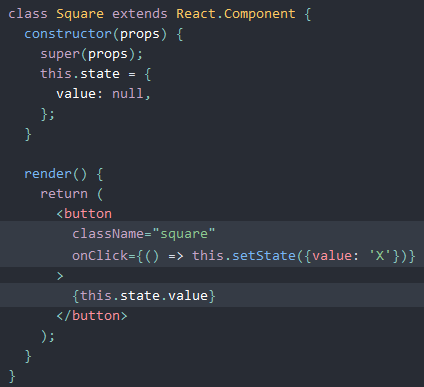 class Square extends React.Component {
  constructor(props) {
    super(props);
    this.state = {
      value: null,
    };
  }

  render() {
    return (
      <button
        className="square"
        onClick={() => this.setState({value: 'X'})}
      >
        {this.state.value}
      </button>
    );
  }
}